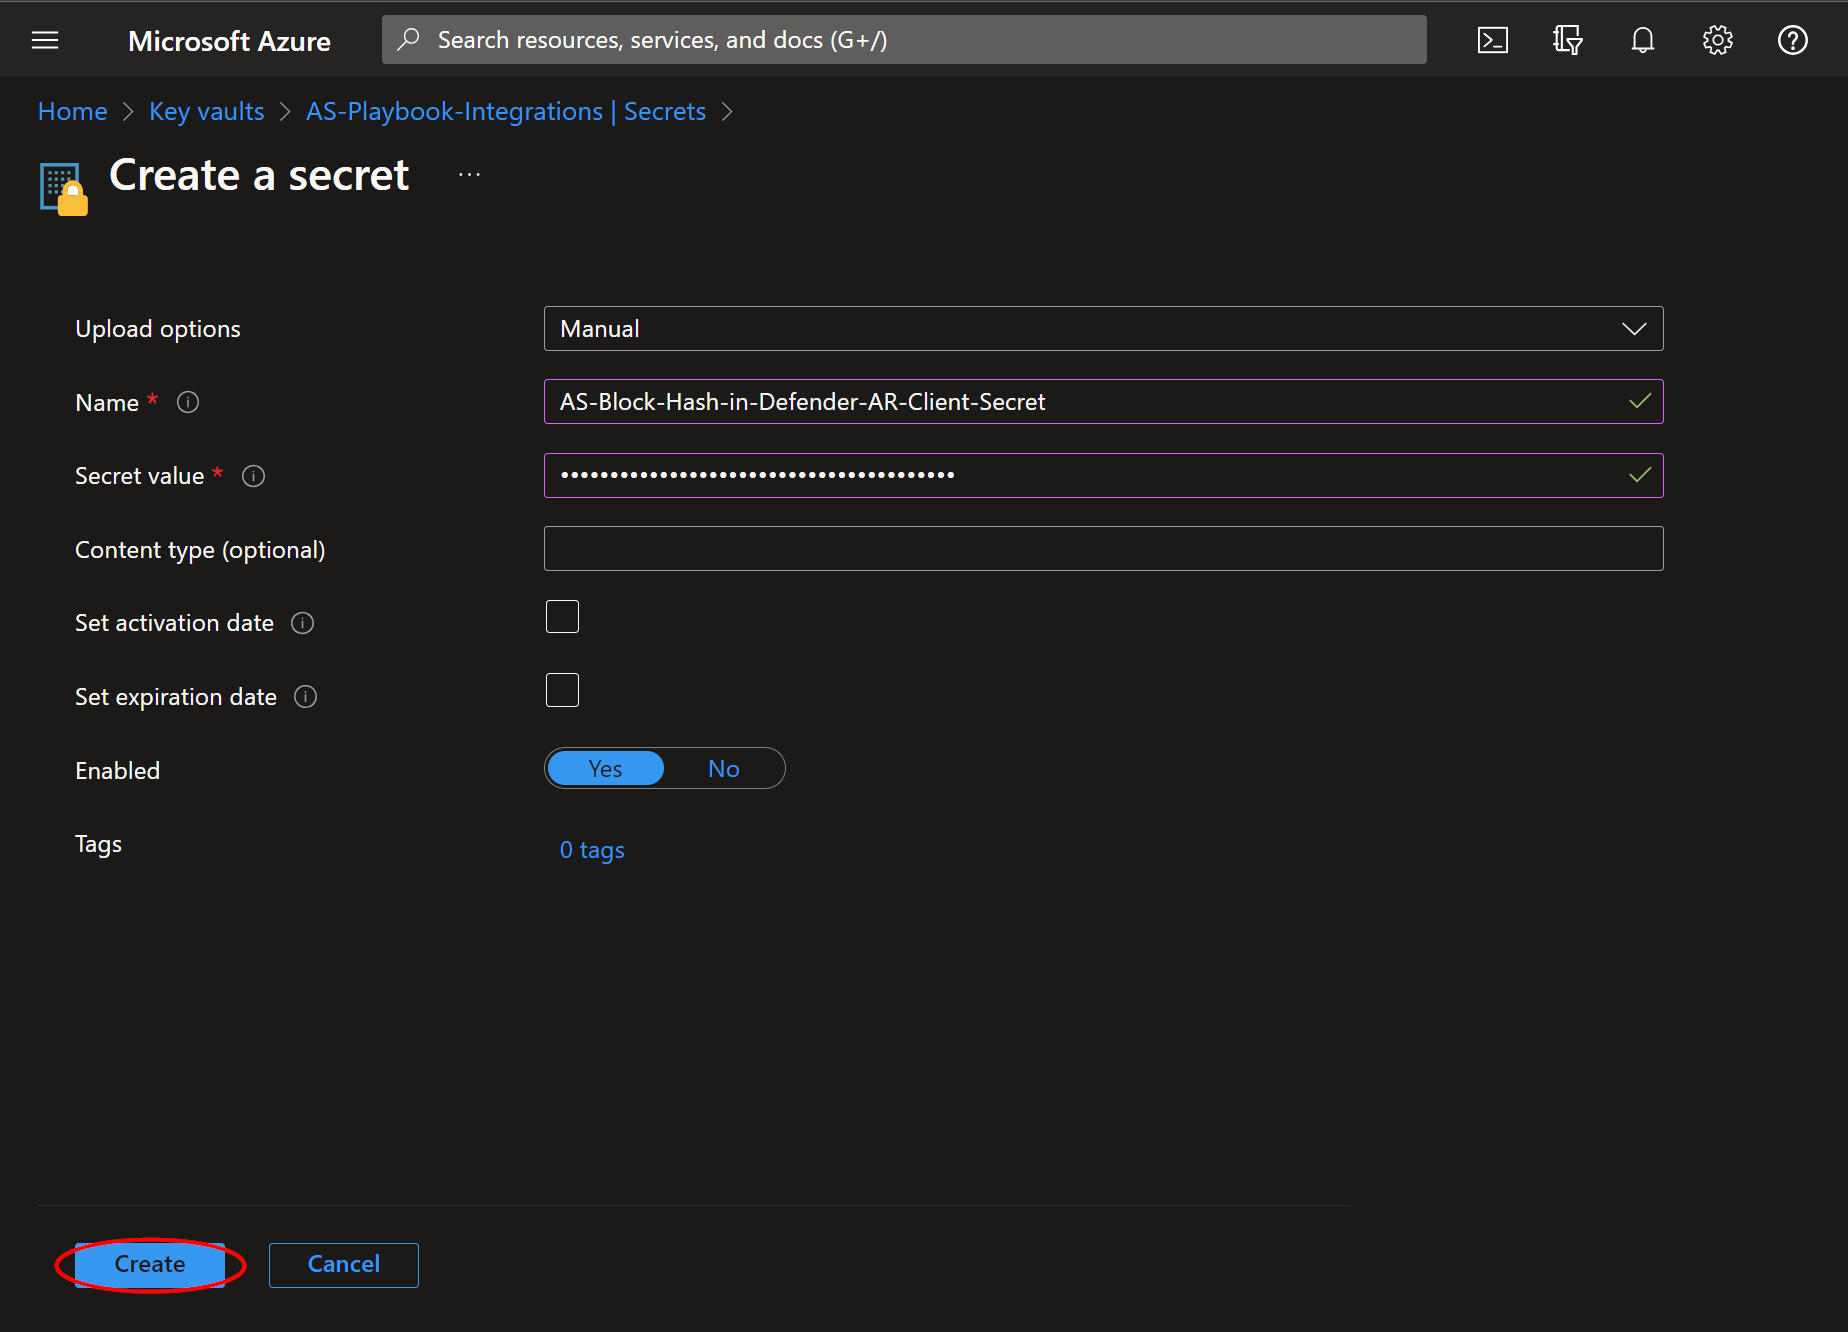 Microsoft Azure
Search resources, services, and docs (G+/)
Home > Key vaults > AS-Playbook-Integrations | Secrets >
Create a secret ...
Upload options Manual
Name * AS-Block-Hash-in-Defender-AR-Client-Secret
Secret value * ••••••••••••••••••••••••••••••••••••••••
Content type (optional)
Set activation date
Set expiration date
Enabled Yes No
Tags 0 tags
Create Cancel